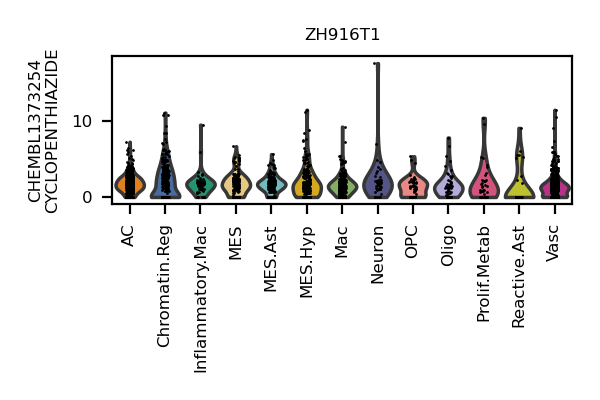 ZH916T1
CHEMBL1373254
CYCLOPENTHIAZIDE
10
0
AC
Chromatin.Reg
Inflammatory.Mac
MES
MES.Ast
MES.Hyp
Mac
Neuron
OPC
Oligo
Prolif.Metab
Reactive.Ast
Vasc